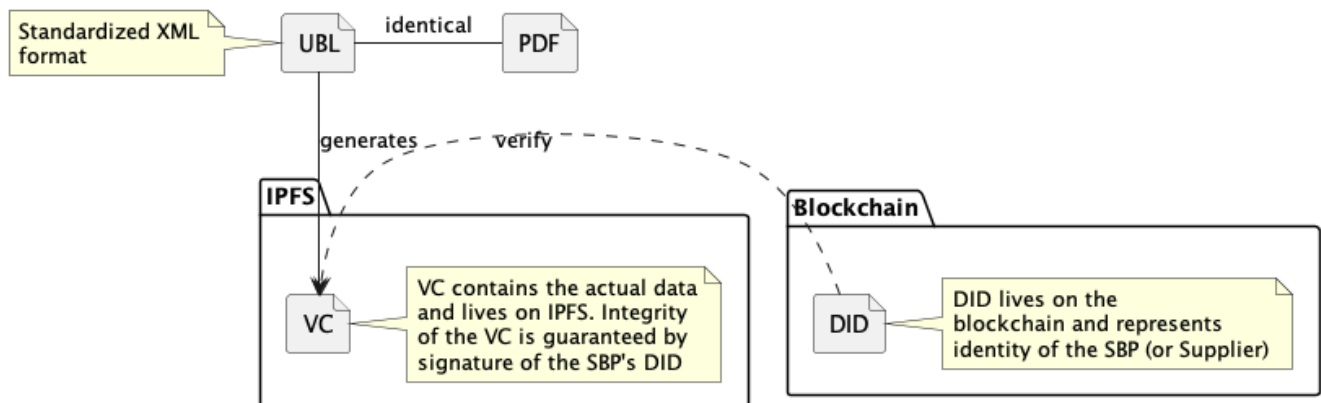 Standardized XML
format
UBL
identical
PDF
generates
verify
IPFS
Blockchain
VC
VC contains the actual data
and lives on IPFS. Integrity
of the VC is guaranteed by
signature of the SBP's DID
DID
DID lives on the
blockchain and represents
identity of the SBP (or Supplier)